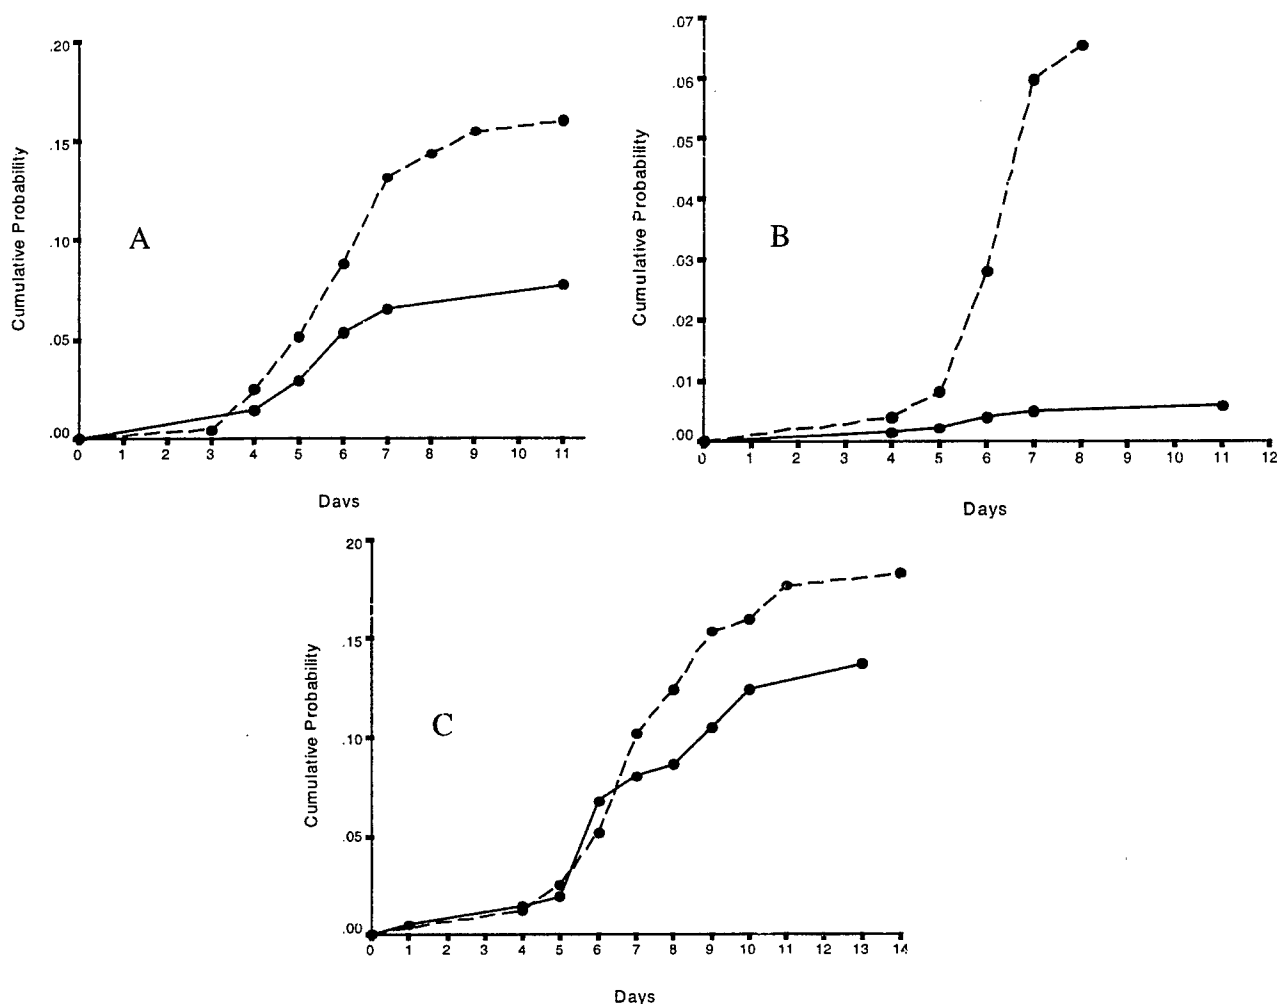 .20
.15
.10
.05
.00
0 1 2 3 4 5 6 7 8 9 10 11
Cumulative Probability
A
Davs
.07
.06
.05
.04
.03
.02
.01
.00
0 1 2 3 4 5 6 7 8 9 10 11 12
Cumulative Probability
B
Days
20
.15
.10
.05
.00
0 1 2 3 4 5 6 7 8 9 10 11 12 13 14
Cumulative Probability
C
Days